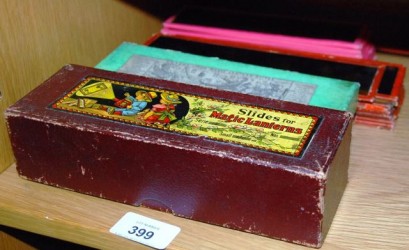 Slides for
Magic Lanterns
399